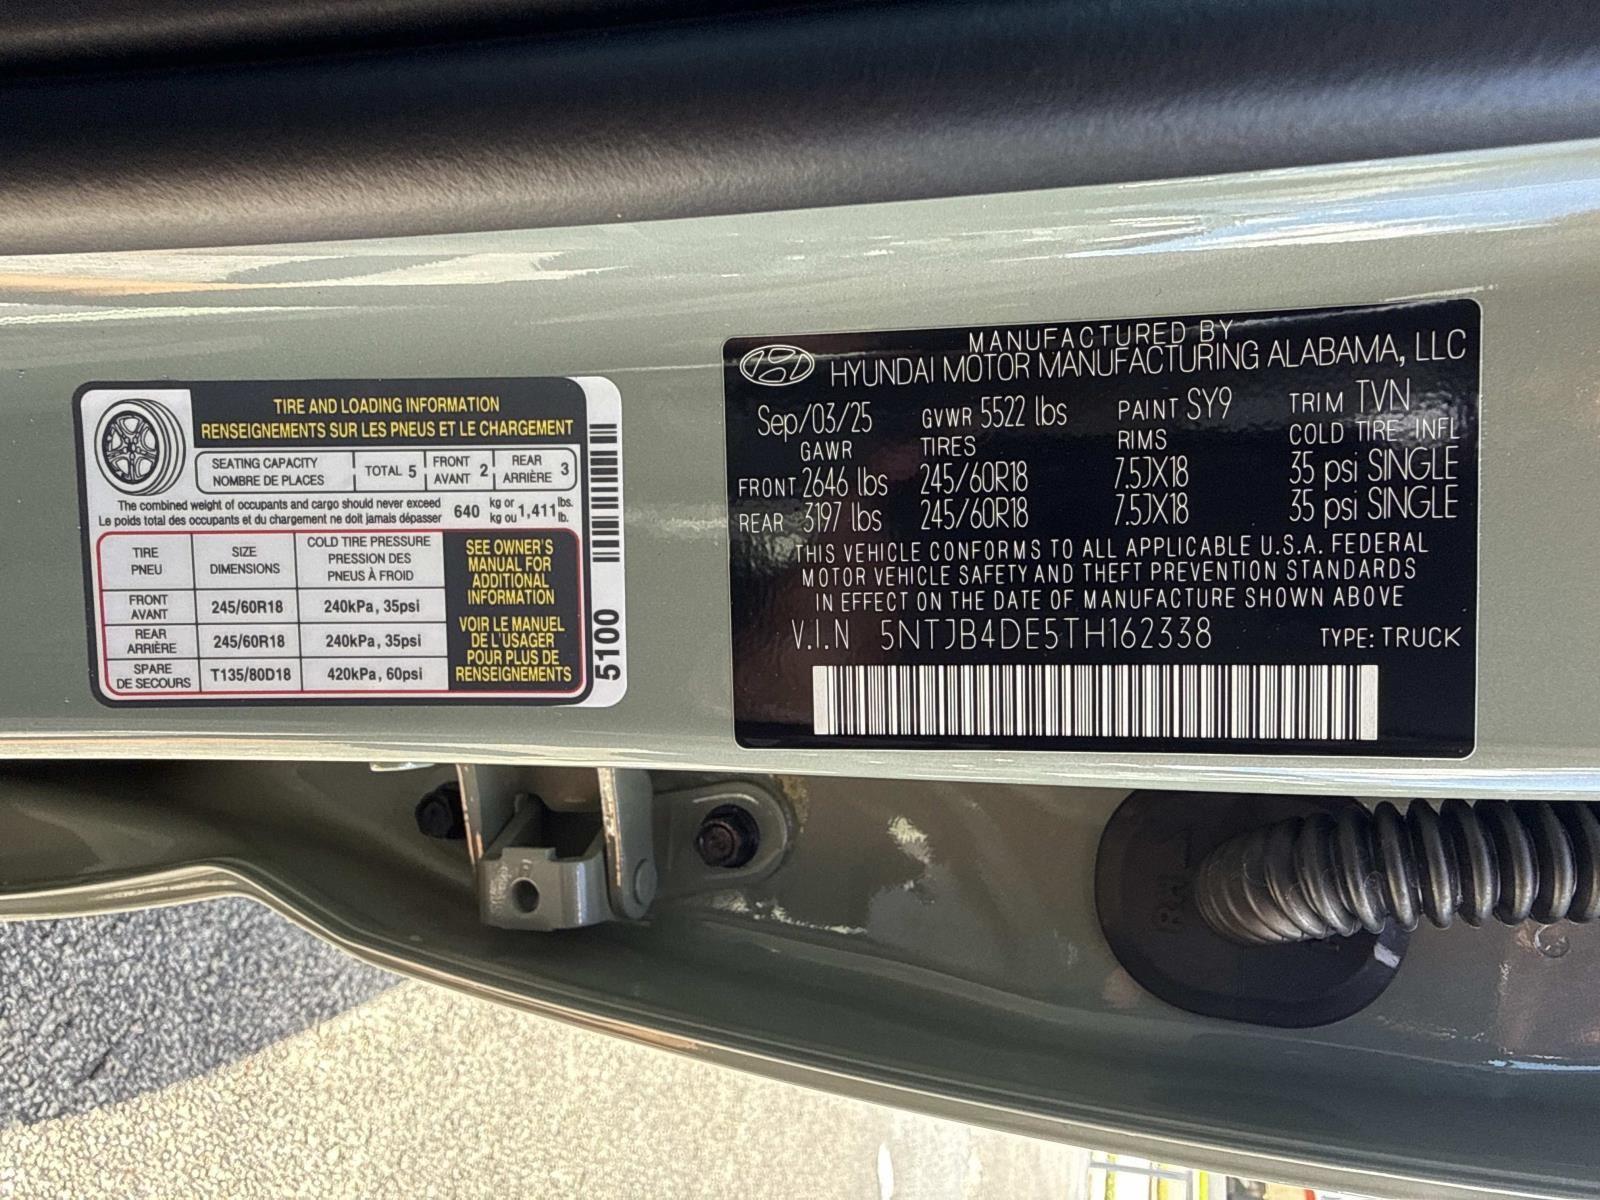 TIRE AND LOADING INFORMATION
RENSEIGNEMENTS SUR LES PNEUS ET LE CHARGEMENT
SEATING CAPACITY
NOMBRE DE PLACES
TOTAL 5
FRONT
AVANT 2
REAR
ARRIÈRE 3
The combined weight of occupants and cargo should never exceed
Le poids total des occupants et du chargement ne doit jamais dépasser
640 kg or 1,411 lbs.
kg ou lb.
TIRE
PNEU
SIZE
DIMENSIONS
COLD TIRE PRESSURE
PRESSION DES
PNEUS À FROID
FRONT
AVANT
245/60R18
240kPa, 35psi
REAR
ARRIÈRE
245/60R18
240kPa, 35psi
SPARE
DE SECOURS
T135/80D18
420kPa, 60psi
SEE OWNER'S
MANUAL FOR
ADDITIONAL
INFORMATION
VOIR LE MANUEL
DE L'USAGER
POUR PLUS DE
RENSEIGNEMENTS
5100
MANUFACTURED BY
HYUNDAI MOTOR MANUFACTURING ALABAMA, LLC
Sep/03/25 GVWR 5522 lbs PAINT SY9 TRIM TVN
GAWR TIRES RIMS COLD TIRE INFL
FRONT 2646 lbs 245/60R18 7.5JX18 35 psi SINGLE
REAR 3197 lbs 245/60R18 7.5JX18 35 psi SINGLE
THIS VEHICLE CONFORMS TO ALL APPLICABLE U.S.A. FEDERAL
MOTOR VEHICLE SAFETY AND THEFT PREVENTION STANDARDS
IN EFFECT ON THE DATE OF MANUFACTURE SHOWN ABOVE
V.I.N 5NTJB4DE5TH162338 TYPE: TRUCK